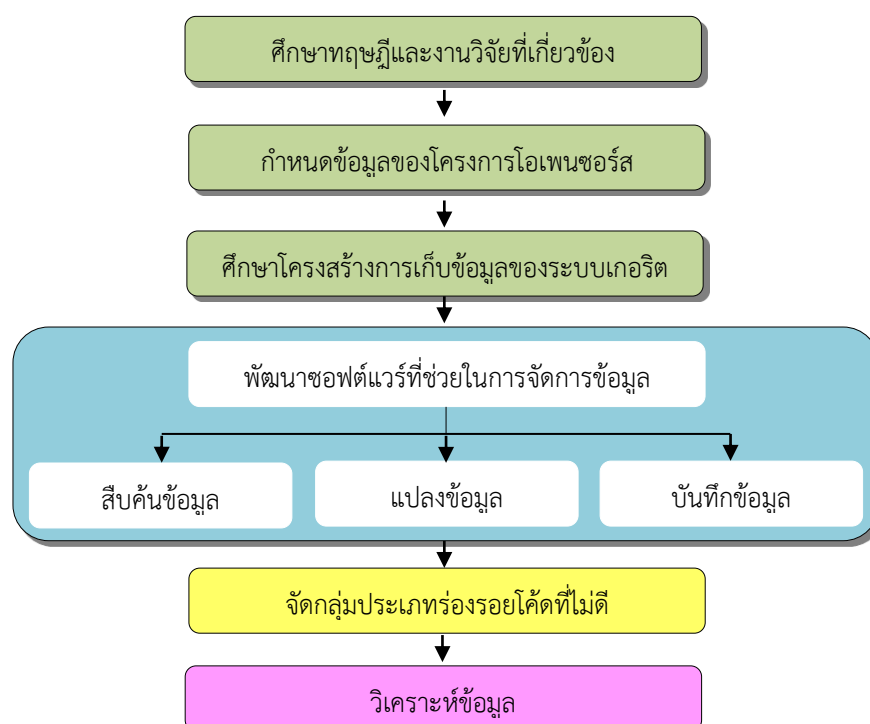 ศึกษาทฤษฎีและงานวิจัยที่เกี่ยวข้อง
กำหนดข้อมูลของโครงการโอเพนซอร์ส
ศึกษาโครงสร้างการเก็บข้อมูลของระบบเกอริต
พัฒนาซอฟต์แวร์ที่ช่วยในการจัดการข้อมูล
สืบค้นข้อมูล
แปลงข้อมูล
บันทึกข้อมูล
จัดกลุ่มประเภทร่องรอยโค้ดที่ไม่ดี
วิเคราะห์ข้อมูล